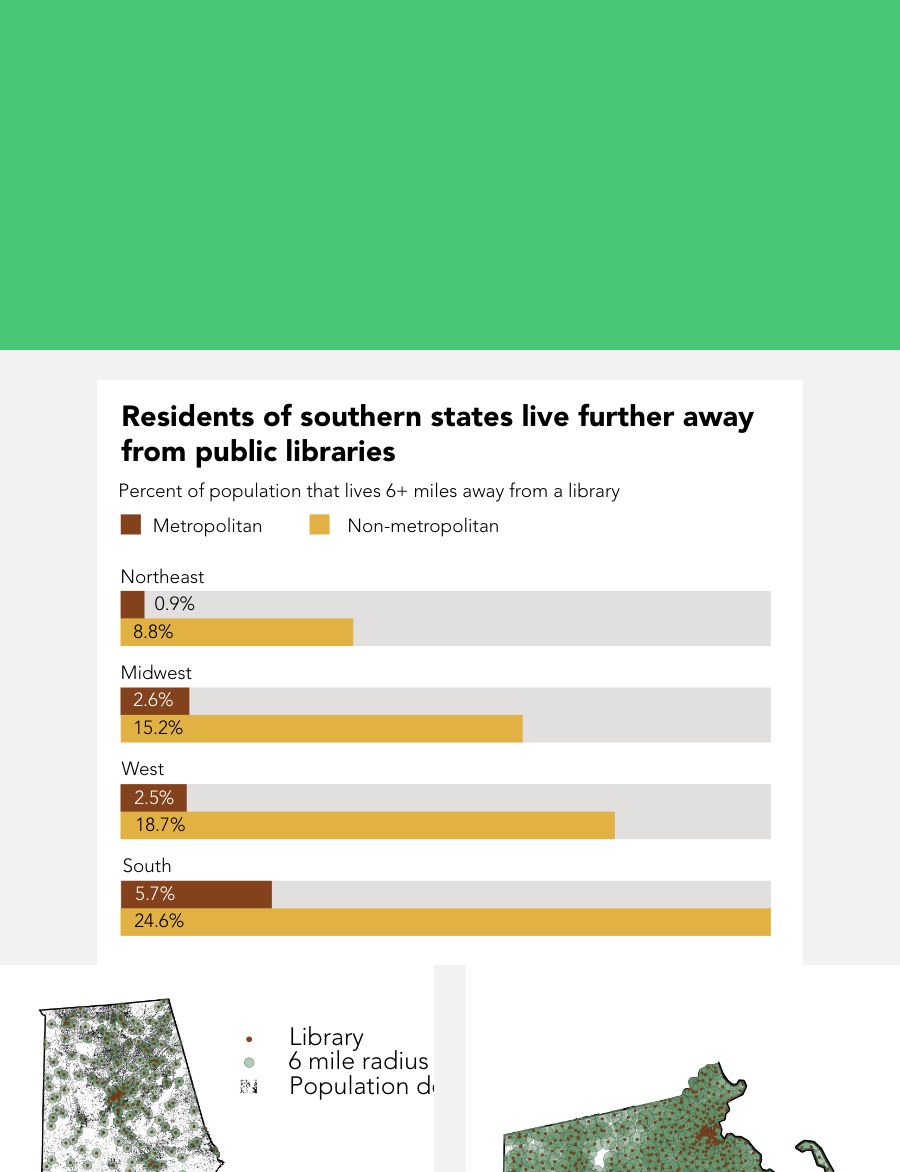 Residents of southern states live further away
from public libraries
Percent of population that lives 6+ miles away from a library
Metropolitan Non-metropolitan
Northeast
0.9%
8.8%
Midwest
2.6%
15.2%
West
2.5%
18.7%
South
5.7%
24.6%
Library
6 mile radius
Population